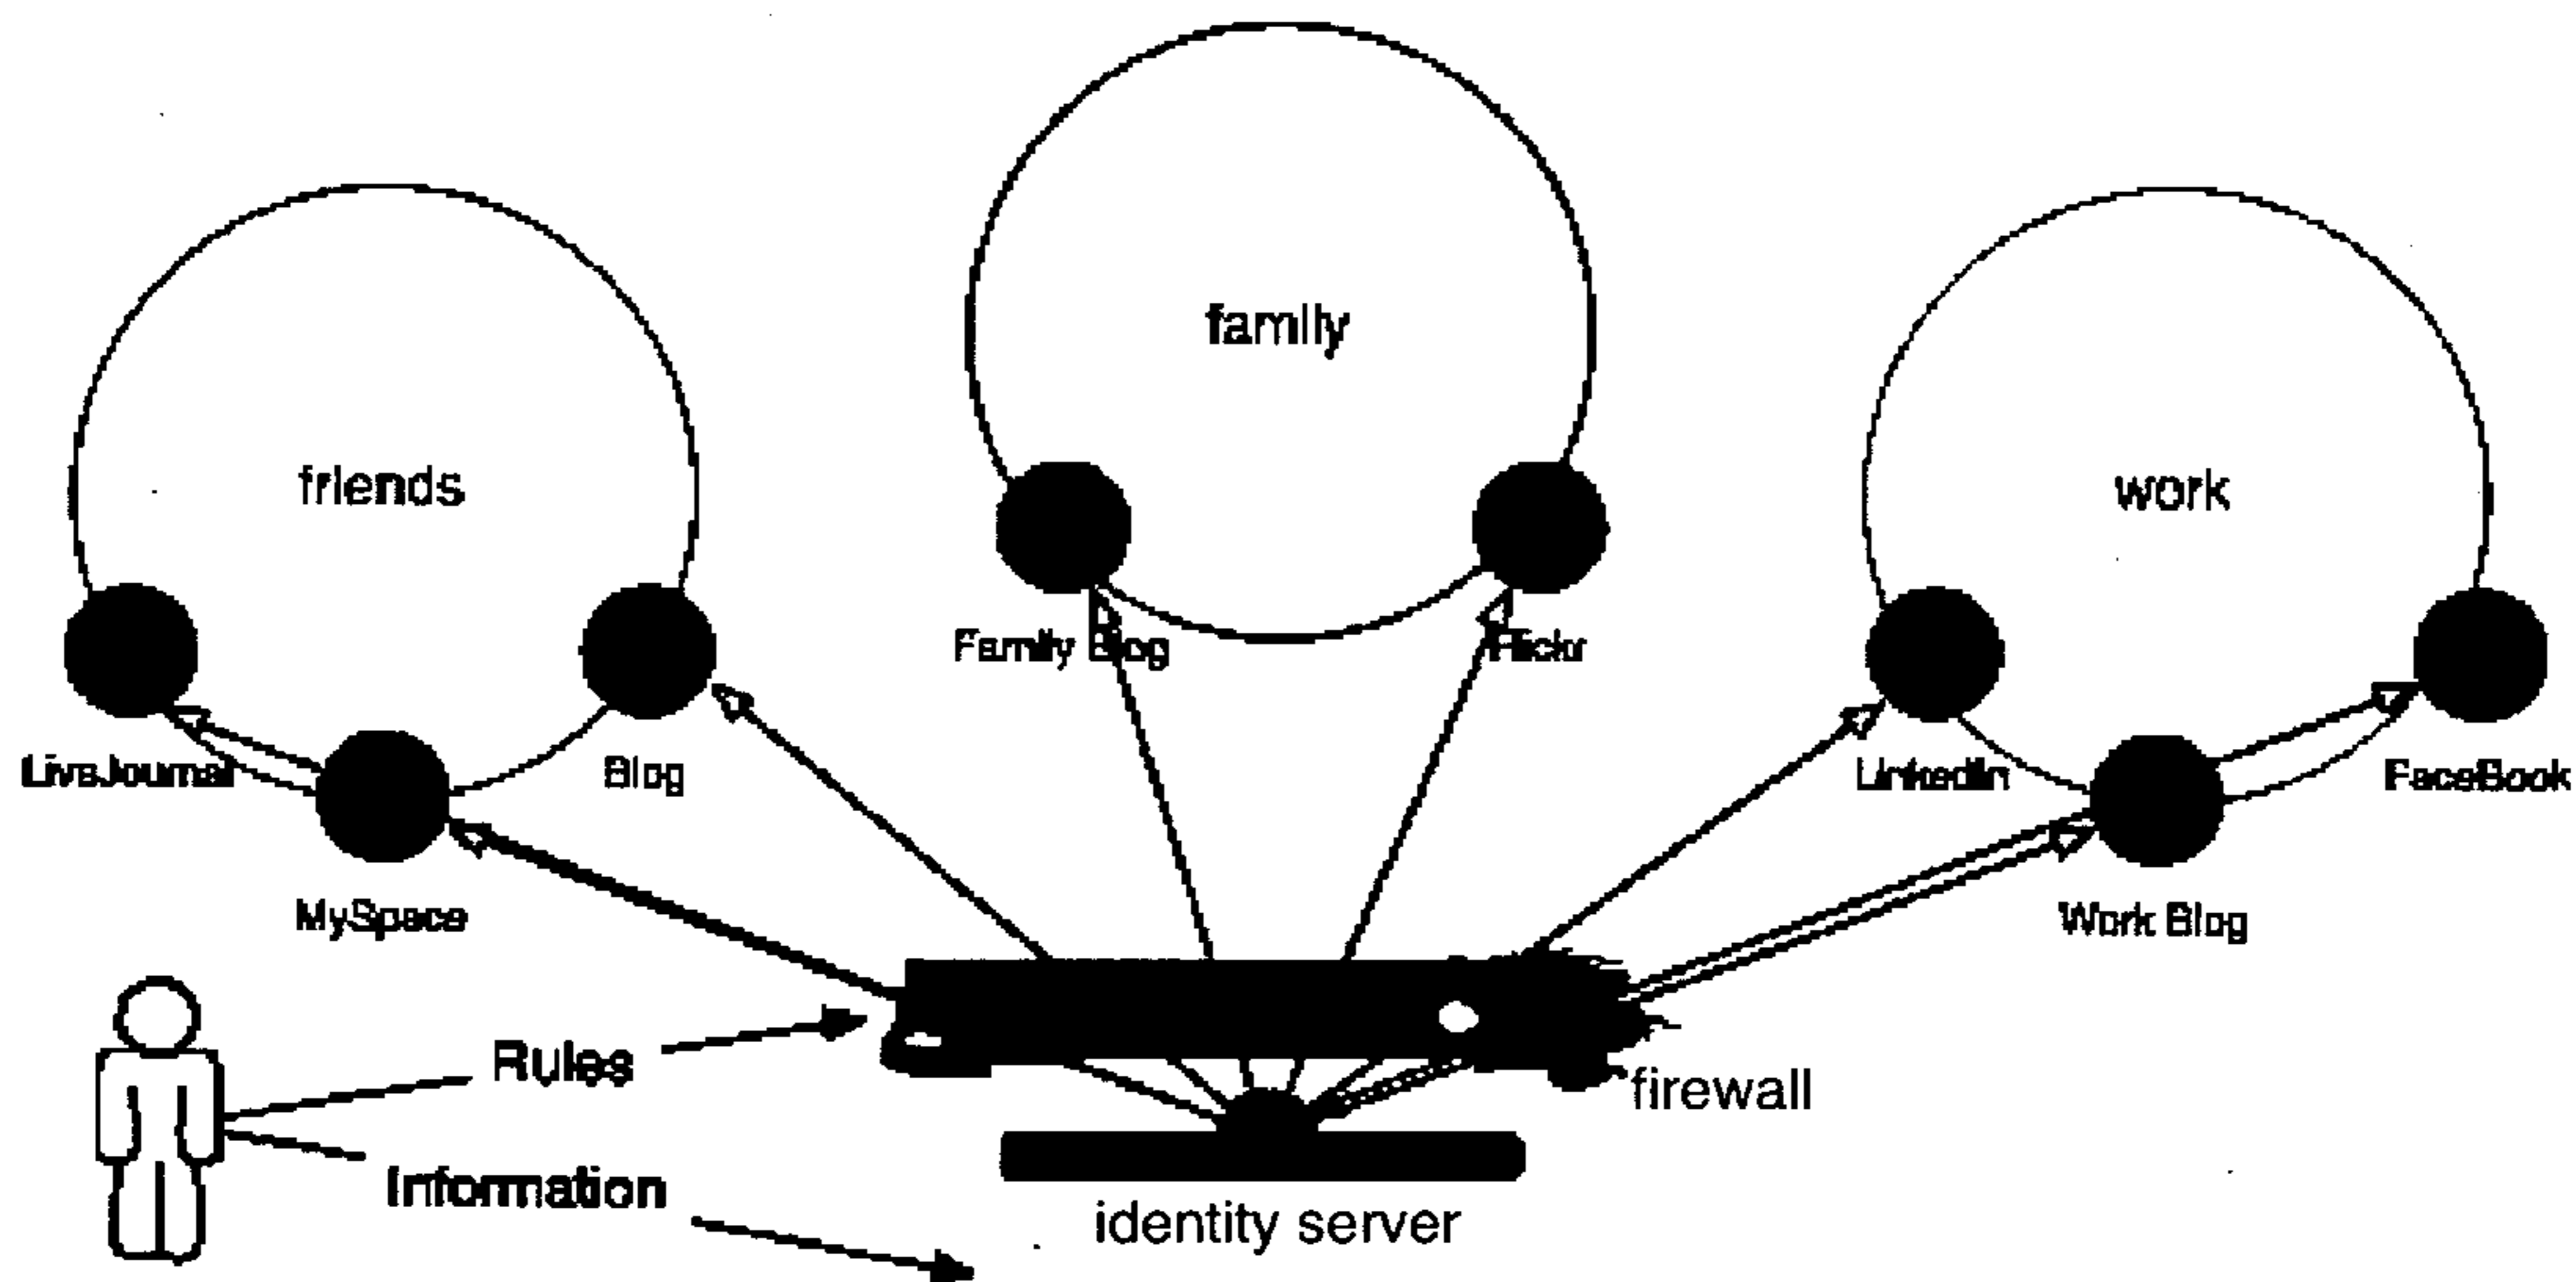 family
friends
work
Family Blog
Flickr
LiveJournal
Blog
LinkedIn
FaceBook
MySpace
Work Blog
Rules
firewall
Information
identity server